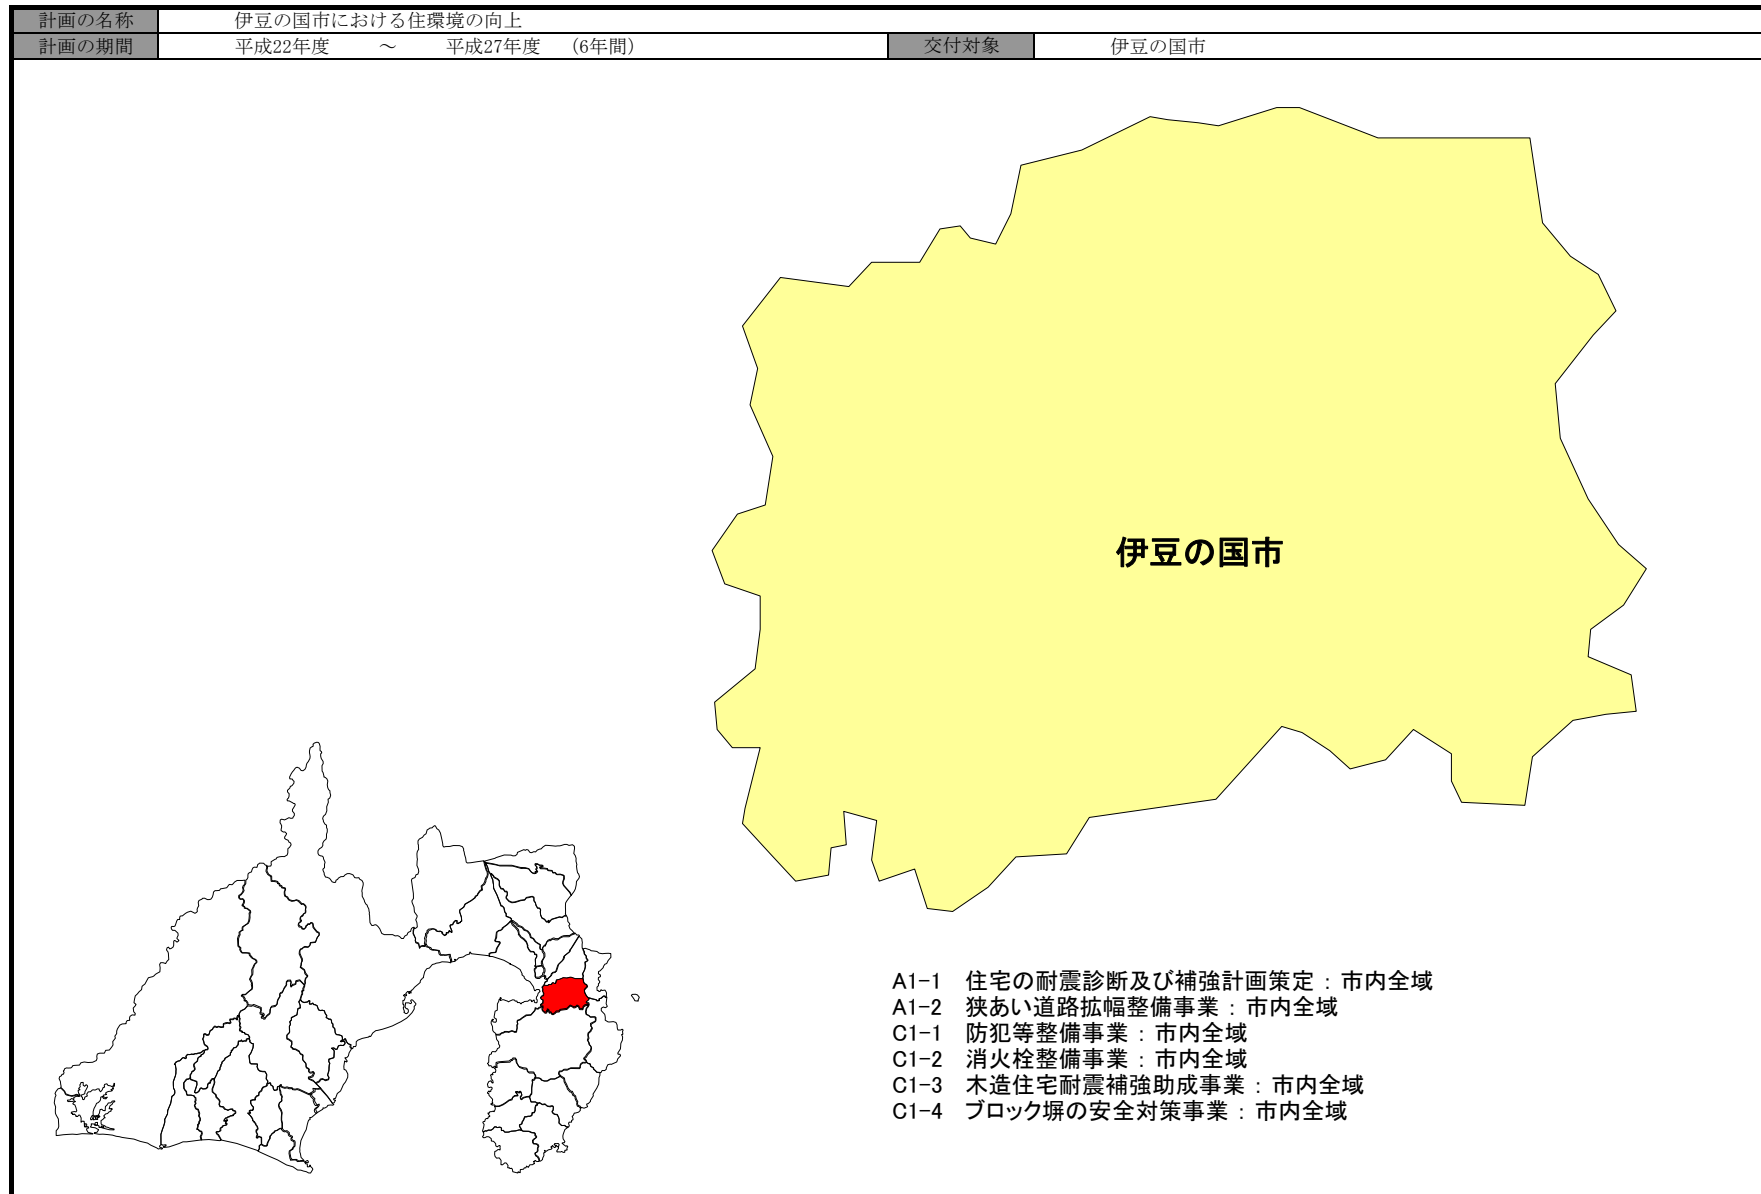 計画の名称 伊豆の国市における住環境の向上
計画の期間 平成22年度 ～ 平成27年度 (6年間) 交付対象 伊豆の国市
伊豆の国市
A1-1 住宅の耐震診断及び補強計画策定：市内全域
A1-2 狭あい道路拡幅整備事業：市内全域
C1-1 防犯等整備事業：市内全域
C1-2 消火栓整備事業：市内全域
C1-3 木造住宅耐震補強助成事業：市内全域
C1-4 ブロック塀の安全対策事業：市内全域